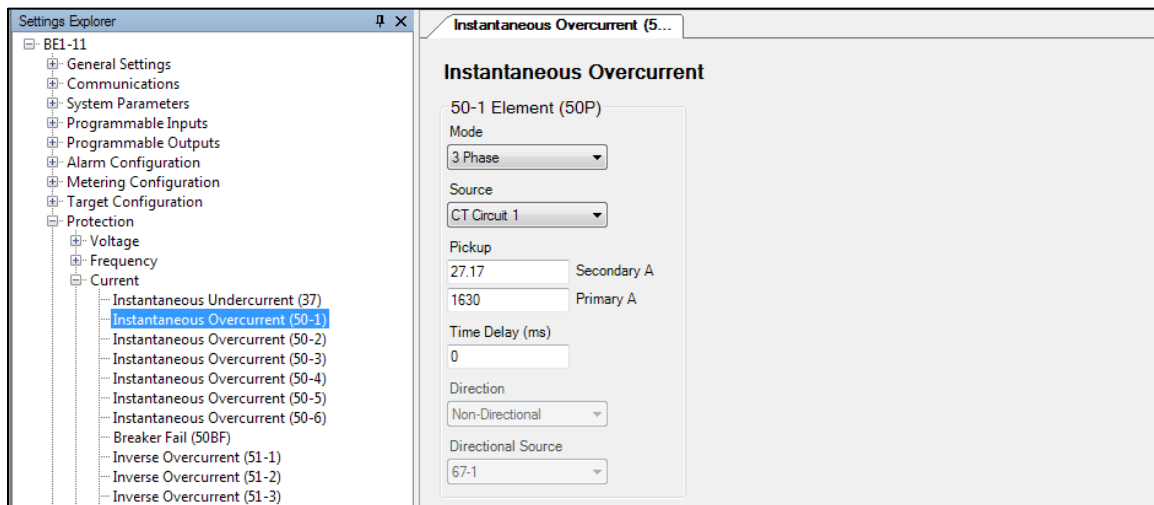 Settings Explorer
BE1-11
General Settings
Communications
System Parameters
Programmable Inputs
Programmable Outputs
Alarm Configuration
Metering Configuration
Target Configuration
Protection
Voltage
Frequency
Current
Instantaneous Undercurrent (37)
Instantaneous Overcurrent (50-1)
Instantaneous Overcurrent (50-2)
Instantaneous Overcurrent (50-3)
Instantaneous Overcurrent (50-4)
Instantaneous Overcurrent (50-5)
Instantaneous Overcurrent (50-6)
Breaker Fail (50BF)
Inverse Overcurrent (51-1)
Inverse Overcurrent (51-2)
Inverse Overcurrent (51-3)
Instantaneous Overcurrent (5...
Instantaneous Overcurrent
50-1 Element (50P)
Mode
3 Phase
Source
CT Circuit 1
Pickup
27.17 Secondary A
1630 Primary A
Time Delay (ms)
0
Direction
Non-Directional
Directional Source
67-1